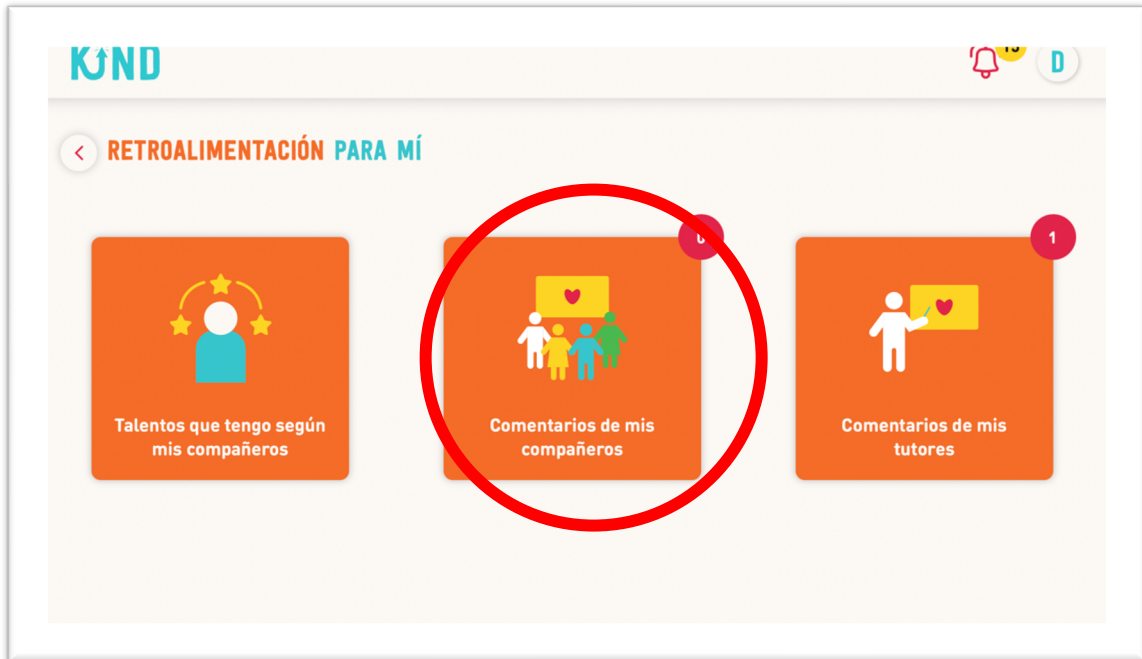 KIND
D
RETROALIMENTACIÓN PARA MÍ
1
Talentos que tengo según
mis compañeros
Comentarios de mis
compañeros
Comentarios de mis
tutores